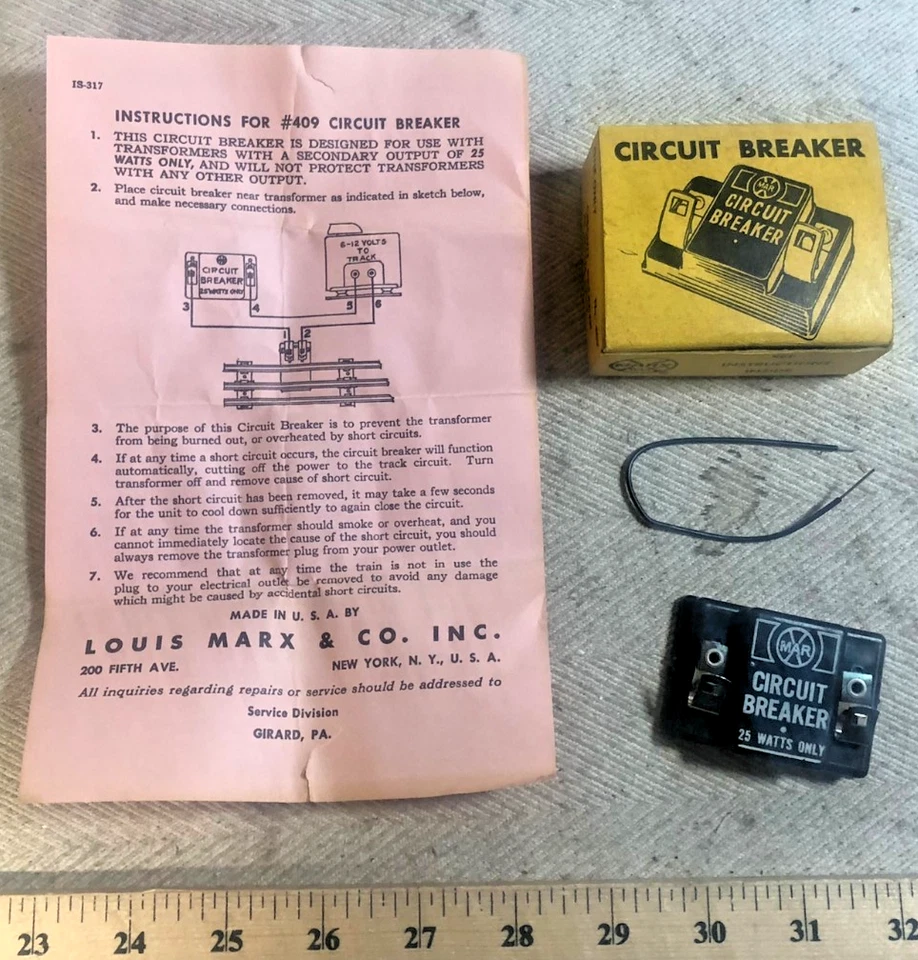 IS-317
INSTRUCTIONS FOR #409 CIRCUIT BREAKER
1. THIS CIRCUIT BREAKER IS DESIGNED FOR USE WITH
TRANSFORMERS WITH A SECONDARY OUTPUT OF 25
WATTS ONLY, AND WILL NOT PROTECT TRANSFORMERS
WITH ANY OTHER OUTPUT.
2. Place circuit breaker near transformer as indicated in sketch below,
and make necessary connections.
6-12 VOLTS
TO
TRACK
CIRCUIT
BREAKER
25 WATTS ONLY
3 4 5 6
1 2
3. The purpose of this Circuit Breaker is to prevent the transformer
from being burned out, or overheated by short circuits.
4. If at any time a short circuit occurs, the circuit breaker will function
automatically, cutting off the power to the track circuit. Turn
transformer off and remove cause of short circuit.
5. After the short circuit has been removed, it may take a few seconds
for the unit to cool down sufficiently to again close the circuit.
6. If at any time the transformer should smoke or overheat, and you
cannot immediately locate the cause of the short circuit, you should
always remove the transformer plug from your power outlet.
7. We recommend that at any time the train is not in use the
plug to your electrical outlet be removed to avoid any damage
which might be caused by accidental short circuits.
MADE IN U. S. A. BY
LOUIS MARX & CO. INC.
200 FIFTH AVE. NEW YORK, N. Y., U. S. A.
All inquiries regarding repairs or service should be addressed to
Service Division
GIRARD, PA.
CIRCUIT BREAKER
MAR
CIRCUIT
BREAKER
MARX
INSTRUCTIONS
MAR
CIRCUIT
BREAKER
25 WATTS ONLY
23 24 25 26 27 28 29 30 31 32